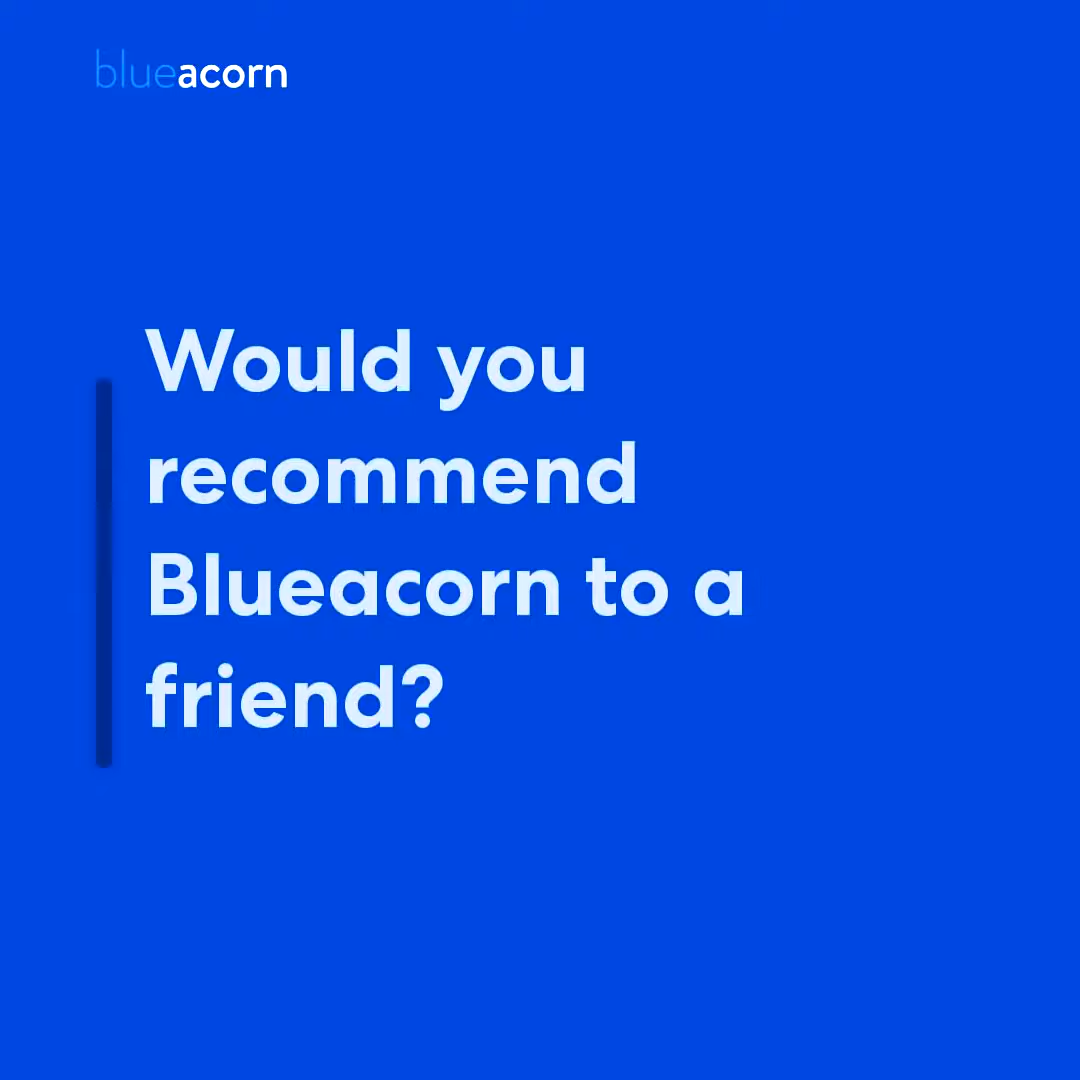 blueacorn
Would you
recommend
Blueacorn to a
friend?